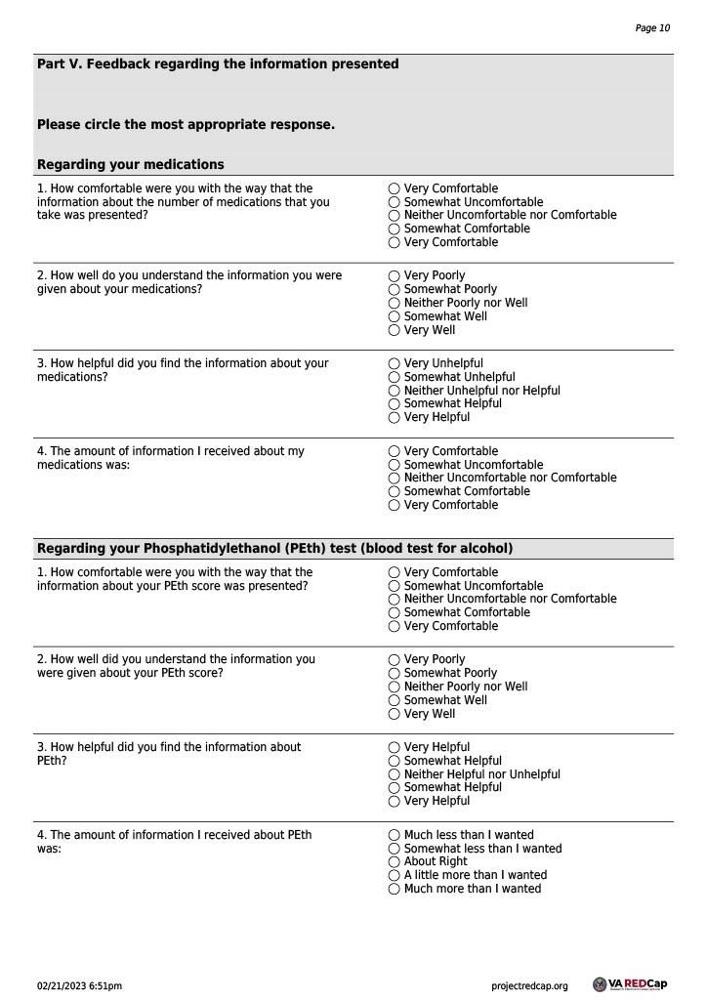 Page 10
Part V. Feedback regarding the information presented
Please circle the most appropriate response.
Regarding your medications
1. How comfortable were you with the way that the
information about the number of medications that you
take was presented?
Very Comfortable
Somewhat Uncomfortable
Neither Uncomfortable nor Comfortable
Somewhat Comfortable
Very Comfortable
2. How well do you understand the information you were
given about your medications?
Very Poorly
Somewhat Poorly
Neither Poorly nor Well
Somewhat Well
Very Well
3. How helpful did you find the information about your
medications?
Very Unhelpful
Somewhat Unhelpful
Neither Unhelpful nor Helpful
Somewhat Helpful
Very Helpful
4. The amount of information I received about my
medications was:
Very Comfortable
Somewhat Uncomfortable
Neither Uncomfortable nor Comfortable
Somewhat Comfortable
Very Comfortable
Regarding your Phosphatidylethanol (PEth) test (blood test for alcohol)
1. How comfortable were you with the way that the
information about your PEth score was presented?
Very Comfortable
Somewhat Uncomfortable
Neither Uncomfortable nor Comfortable
Somewhat Comfortable
Very Comfortable
2. How well did you understand the information you
were given about your PEth score?
Very Poorly
Somewhat Poorly
Neither Poorly nor Well
Somewhat Well
Very Well
3. How helpful did you find the information about
PEth?
Very Helpful
Somewhat Helpful
Neither Helpful nor Unhelpful
Somewhat Helpful
Very Helpful
4. The amount of information I received about PEth
was:
Much less than I wanted
Somewhat less than I wanted
About Right
A little more than I wanted
Much more than I wanted
02/21/2023 6:51pm
projectredcap.org
VA REDCap